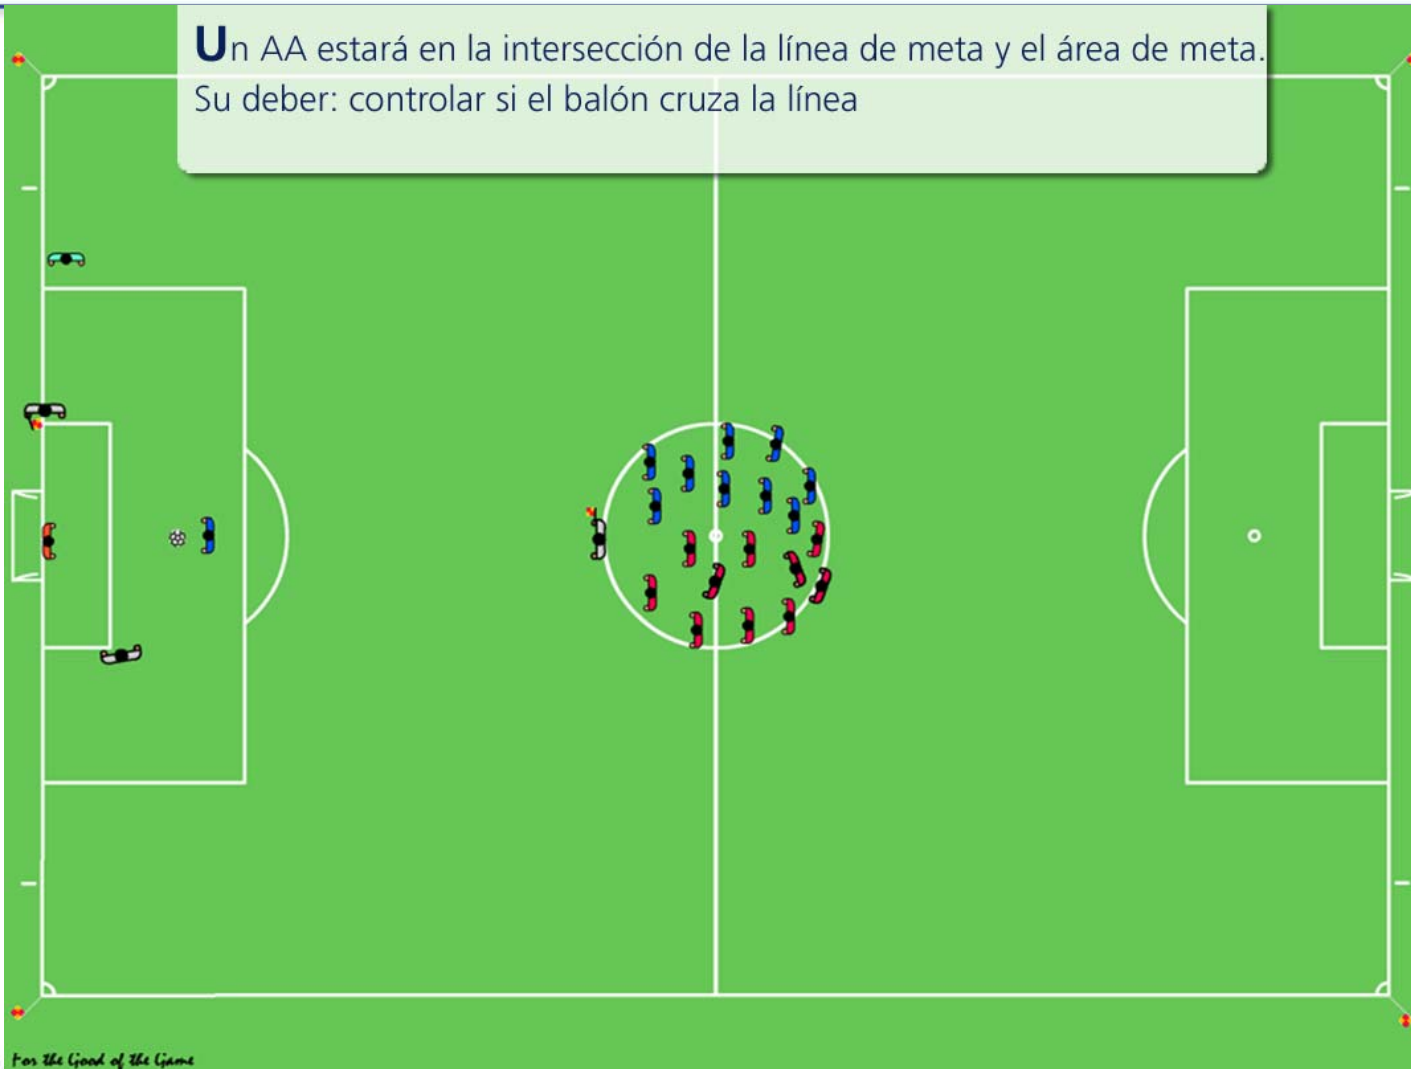 Un AA estará en la intersección de la línea de meta y el área de meta.
Su deber: controlar si el balón cruza la línea
For the Good of the Game